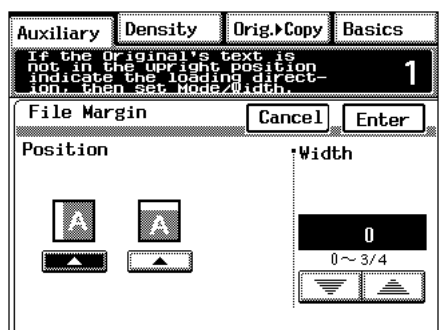 Auxiliary Density Orig.▸Copy Basics
If the Original's text is
not in the upright position
indicate the loading direct-
ion, then set Mode/Width.
1
File Margin Cancel Enter
Position Width
A A
0
0～3/4